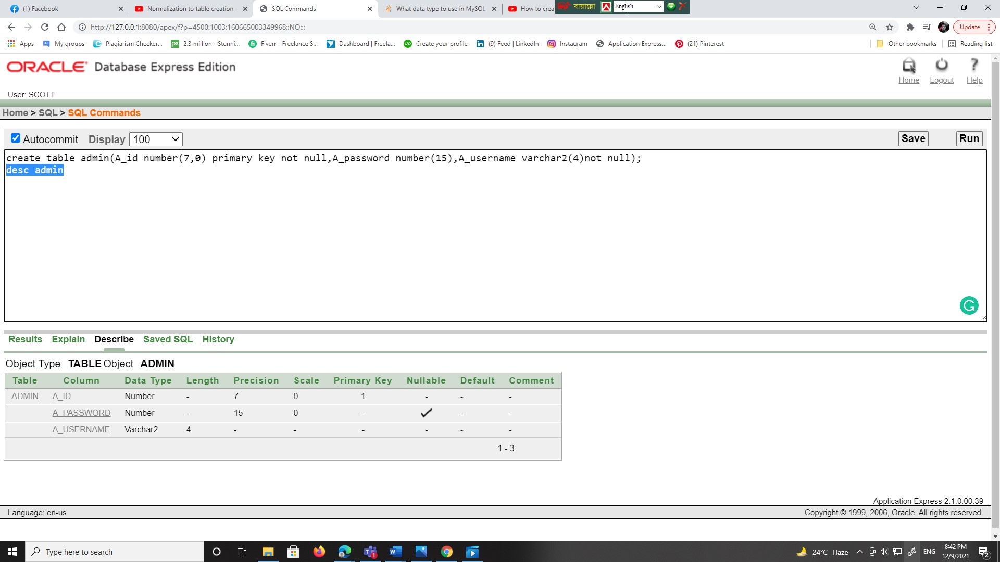 (1) Facebook
Normalization to table creation -
SQL Commands
What data type to use in MySQL
How to crea
বায়ান্নো
English
http://127.0.0.1:8080/apex/f?p=4500:1003:160665003349968::NO:::
Update
Apps
My groups
Plagiarism Checker...
2.3 million+ Stunni...
Fiverr - Freelance S...
Dashboard | Freela...
Create your profile
(9) Feed | LinkedIn
Instagram
Application Express...
(21) Pinterest
Other bookmarks
Reading list
ORACLE Database Express Edition
Home Logout Help
User: SCOTT
Home > SQL > SQL Commands
Autocommit Display 100 Save Run
create table admin(A_id number(7,0) primary key not null,A_password number(15),A_username varchar2(4)not null);
desc admin
Results Explain Describe Saved SQL History
Object Type TABLE Object ADMIN
Table Column Data Type Length Precision Scale Primary Key Nullable Default Comment
ADMIN A_ID Number - 7 0 1 - - -
A_PASSWORD Number - 15 0 - ✓ - -
A_USERNAME Varchar2 4 - - - - - -
1 - 3
Application Express 2.1.0.00.39
Language: en-us
Copyright © 1999, 2006, Oracle. All rights reserved.
Type here to search
24°C Haze
ENG
8:42 PM
12/9/2021